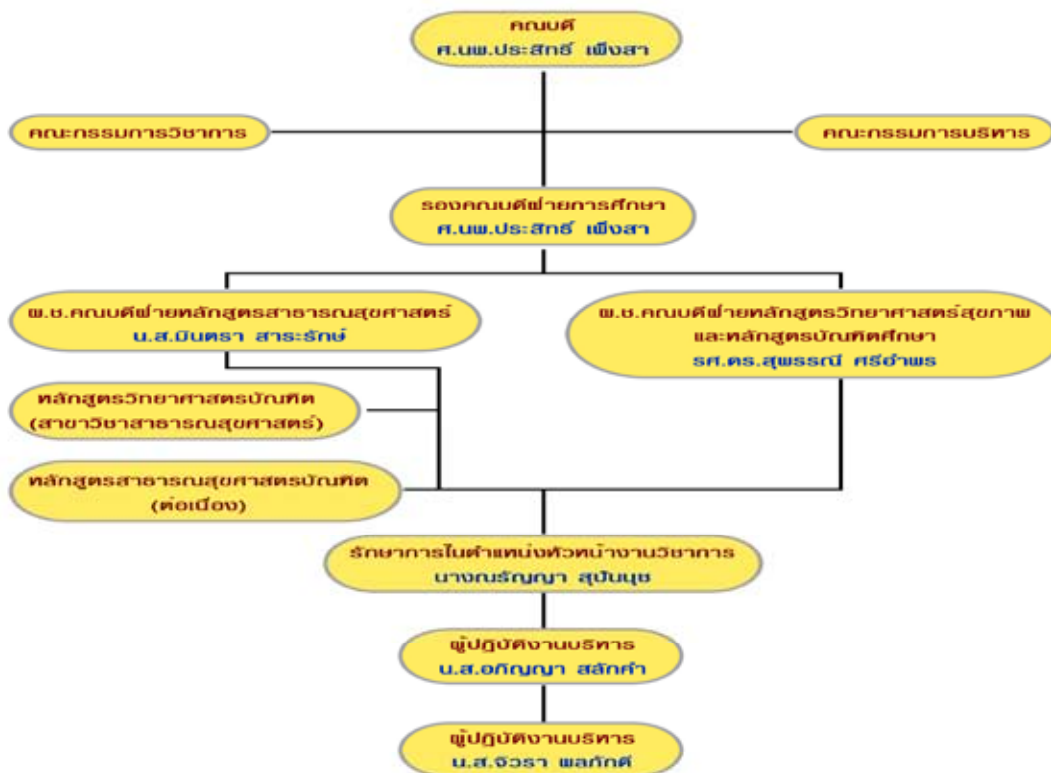 คณบดี
ศ.นพ.ประสิทธิ์ เพ็งสา
คณะกรรมการวิชาการ
คณะกรรมการบริหาร
รองคณบดีฝ่ายการศึกษา
ศ.นพ.ประสิทธิ์ เพ็งสา
ผ.ช.คณบดีฝ่ายหลักสูตรสาธารณสุขศาสตร์
น.ส.มินตรา สาระรักษ์
ผ.ช.คณบดีฝ่ายหลักสูตรวิทยาศาสตร์สุขภาพ
และหลักสูตรบัณฑิตศึกษา
รศ.ดร.สุพรรณี ศรีอำพร
หลักสูตรวิทยาศาสตรบัณฑิต
(สาขาวิชาสาธารณสุขศาสตร์)
หลักสูตรสาธารณสุขศาสตรบัณฑิต
(ต่อเนื่อง)
รักษาการในตำแหน่งหัวหน้างานวิชาการ
นางณรัญญา สุบันนุช
ผู้ปฏิบัติงานบริหาร
น.ส.อภิญญา สลักคำ
ผู้ปฏิบัติงานบริหาร
น.ส.จิวรา พลภักดี